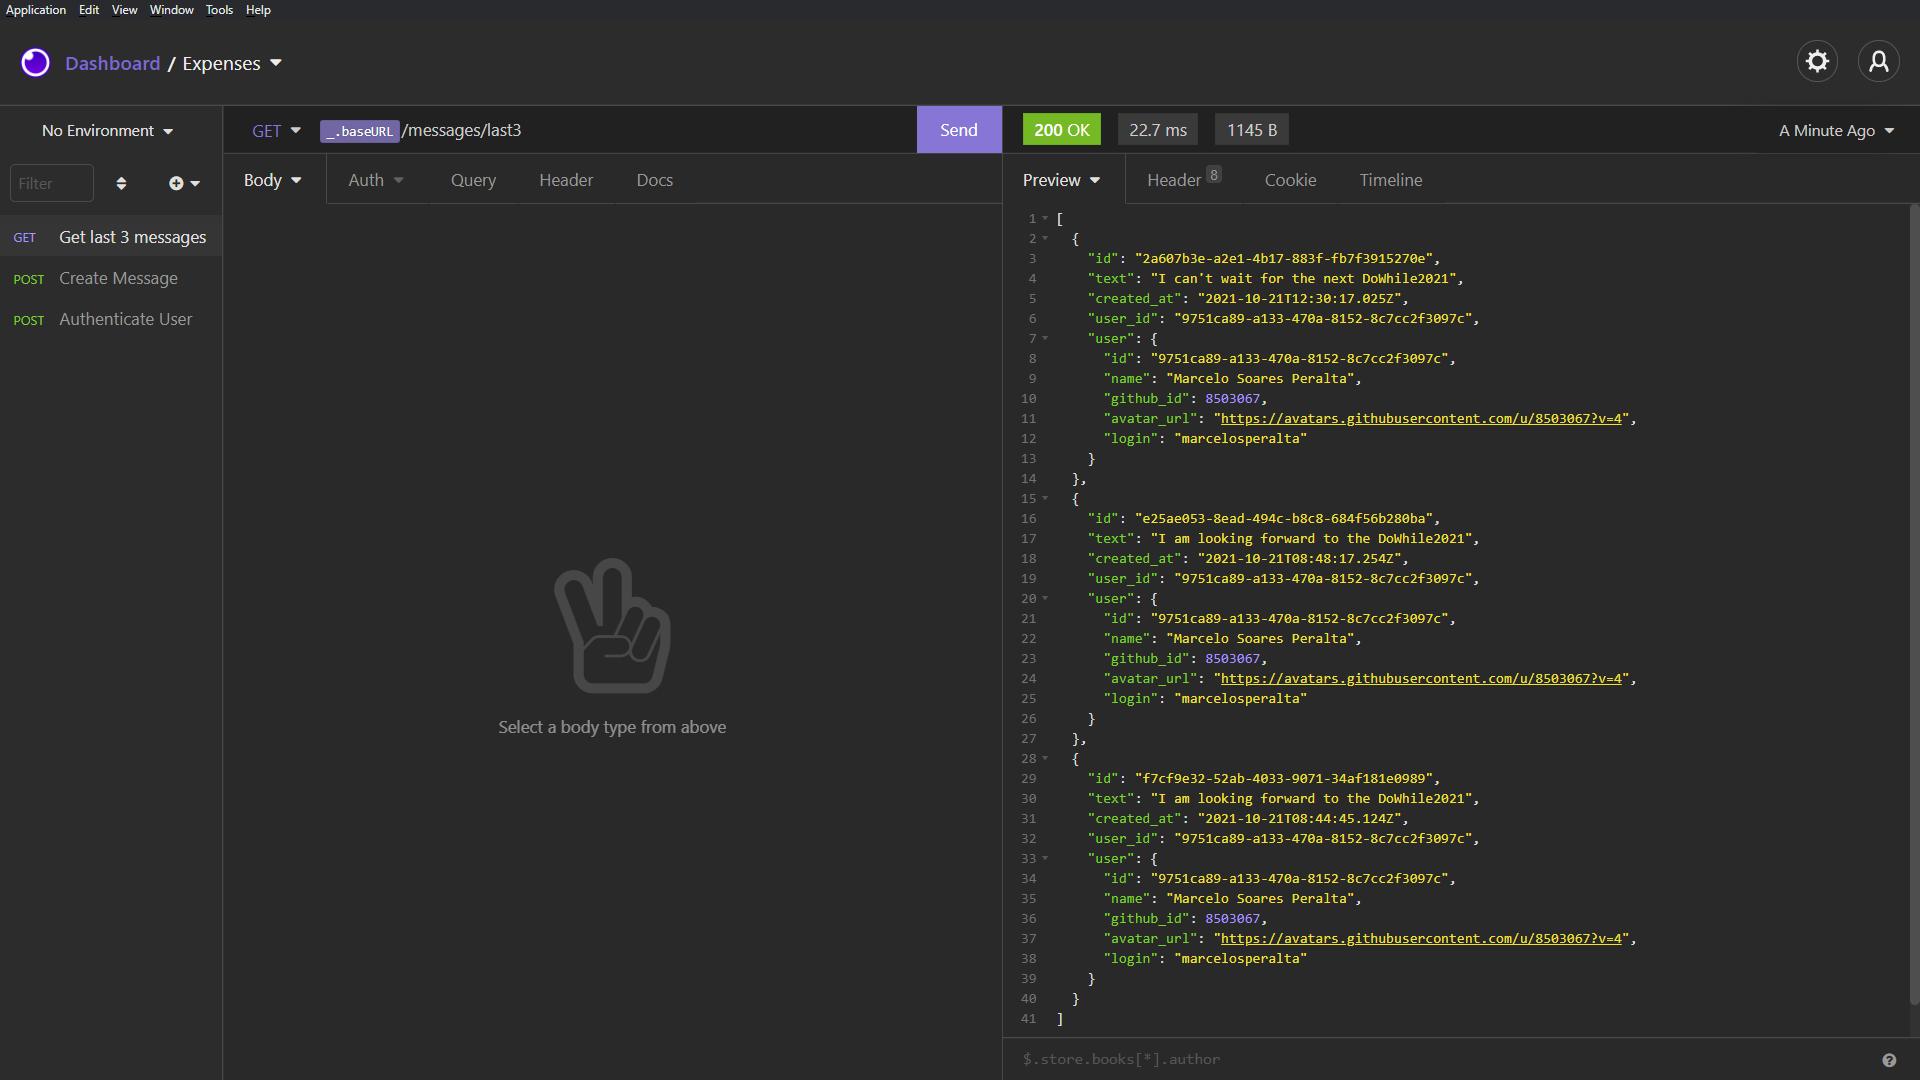 Application Edit View Window Tools Help
Dashboard / Expenses
No Environment
GET _.baseURL /messages/last3 Send
200 OK 22.7 ms 1145 B A Minute Ago
Filter
Body Auth Query Header Docs
Preview Header 8 Cookie Timeline
GET Get last 3 messages
POST Create Message
POST Authenticate User
Select a body type from above
1 [
2 {
3 "id": "2a607b3e-a2e1-4b17-883f-fb7f3915270e",
4 "text": "I can't wait for the next DoWhile2021",
5 "created_at": "2021-10-21T12:30:17.025Z",
6 "user_id": "9751ca89-a133-470a-8152-8c7cc2f3097c",
7 "user": {
8 "id": "9751ca89-a133-470a-8152-8c7cc2f3097c",
9 "name": "Marcelo Soares Peralta",
10 "github_id": 8503067,
11 "avatar_url": "https://avatars.githubusercontent.com/u/8503067?v=4",
12 "login": "marcelosperalta"
13 }
14 },
15 {
16 "id": "e25ae053-8ead-494c-b8c8-684f56b280ba",
17 "text": "I am looking forward to the DoWhile2021",
18 "created_at": "2021-10-21T08:48:17.254Z",
19 "user_id": "9751ca89-a133-470a-8152-8c7cc2f3097c",
20 "user": {
21 "id": "9751ca89-a133-470a-8152-8c7cc2f3097c",
22 "name": "Marcelo Soares Peralta",
23 "github_id": 8503067,
24 "avatar_url": "https://avatars.githubusercontent.com/u/8503067?v=4",
25 "login": "marcelosperalta"
26 }
27 },
28 {
29 "id": "f7cf9e32-52ab-4033-9071-34af181e0989",
30 "text": "I am looking forward to the DoWhile2021",
31 "created_at": "2021-10-21T08:44:45.124Z",
32 "user_id": "9751ca89-a133-470a-8152-8c7cc2f3097c",
33 "user": {
34 "id": "9751ca89-a133-470a-8152-8c7cc2f3097c",
35 "name": "Marcelo Soares Peralta",
36 "github_id": 8503067,
37 "avatar_url": "https://avatars.githubusercontent.com/u/8503067?v=4",
38 "login": "marcelosperalta"
39 }
40 }
41 ]
$.store.books[*].author